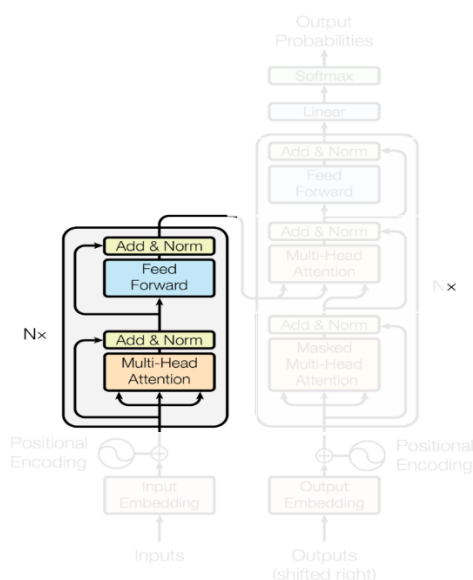 Output
Probabilities
Softmax
Linear
Add & Norm
Feed
Forward
Add & Norm
Multi-Head
Attention
Add & Norm
Masked
Multi-Head
Attention
N×
Add & Norm
Feed
Forward
Add & Norm
Multi-Head
Attention
N×
Positional
Encoding
Positional
Encoding
Input
Embedding
Output
Embedding
Inputs
Outputs
(shifted right)